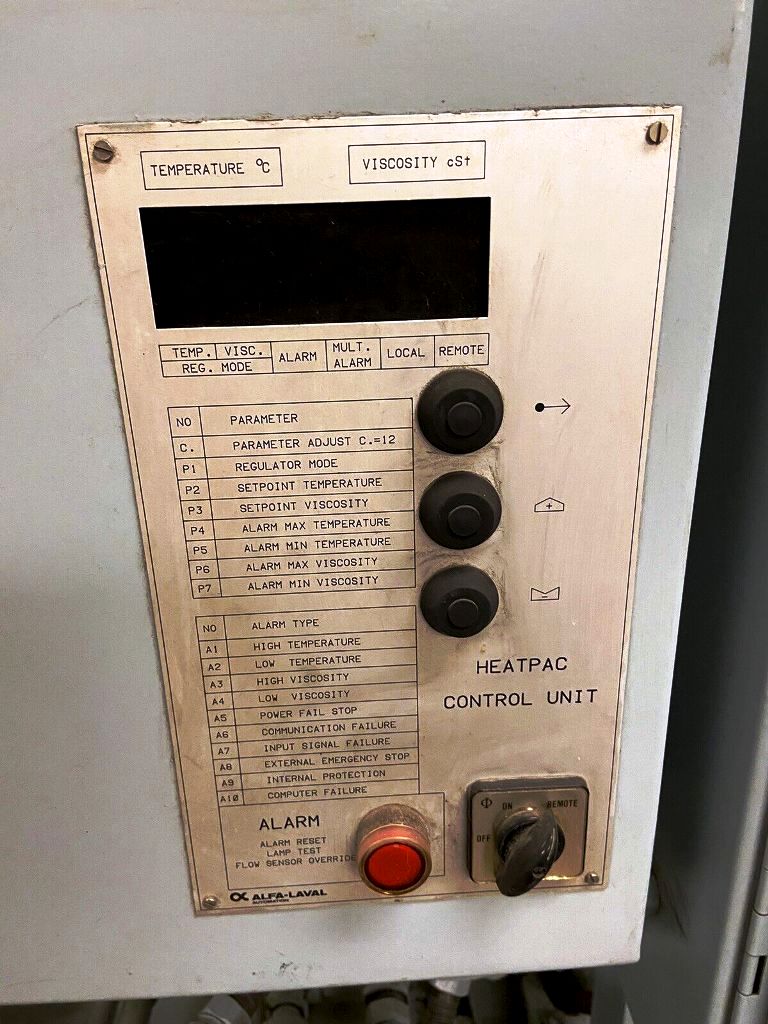 TEMPERATURE °C
VISCOSITY cSt
TEMP. VISC.
REG. MODE
ALARM
MULT.
ALARM
LOCAL
REMOTE
NO PARAMETER
C. PARAMETER ADJUST C.=12
P1 REGULATOR MODE
P2 SETPOINT TEMPERATURE
P3 SETPOINT VISCOSITY
P4 ALARM MAX TEMPERATURE
P5 ALARM MIN TEMPERATURE
P6 ALARM MAX VISCOSITY
P7 ALARM MIN VISCOSITY
+
-
NO ALARM TYPE
A1 HIGH TEMPERATURE
A2 LOW TEMPERATURE
A3 HIGH VISCOSITY
A4 LOW VISCOSITY
A5 POWER FAIL STOP
A6 COMMUNICATION FAILURE
A7 INPUT SIGNAL FAILURE
A8 EXTERNAL EMERGENCY STOP
A9 INTERNAL PROTECTION
A10 COMPUTER FAILURE
HEATPAC
CONTROL UNIT
ALARM
ALARM RESET
LAMP TEST
FLOW SENSOR OVERRIDE
ON REMOTE
OFF
ALFA-LAVAL
AUTOMATION